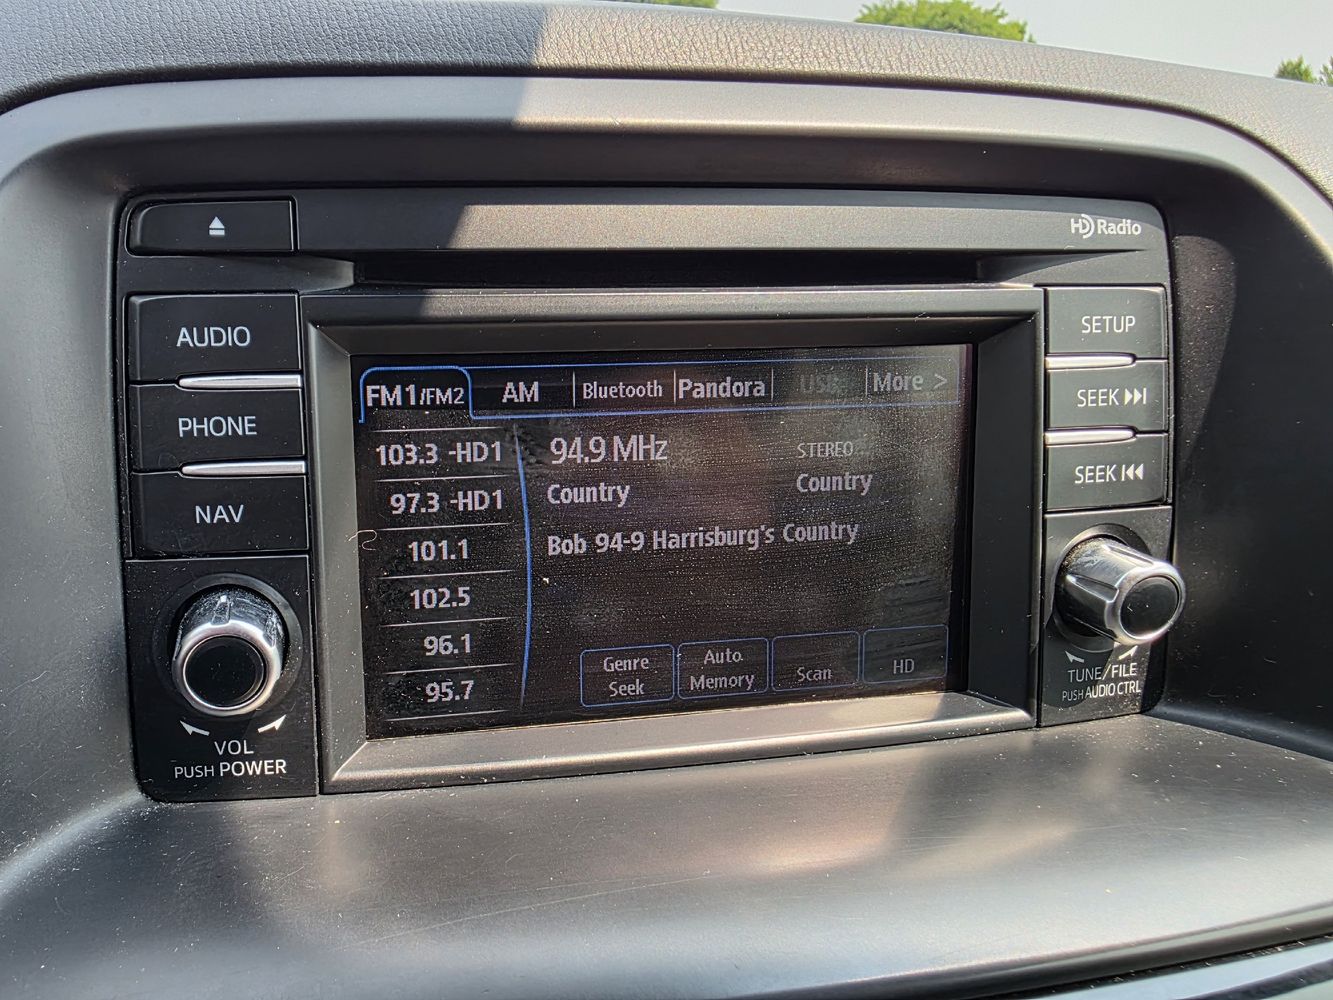 HD Radio
AUDIO
PHONE
NAV
VOL
PUSH POWER
FM1/FM2 AM Bluetooth Pandora USB More >
103.3 -HD1
97.3 -HD1
101.1
102.5
96.1
95.7
94.9 MHz STEREO
Country Country
Bob 94-9 Harrisburg's Country
Genre
Seek
Auto
Memory
Scan
HD
SETUP
SEEK
SEEK
TUNE/FILE
PUSH AUDIO CTRL